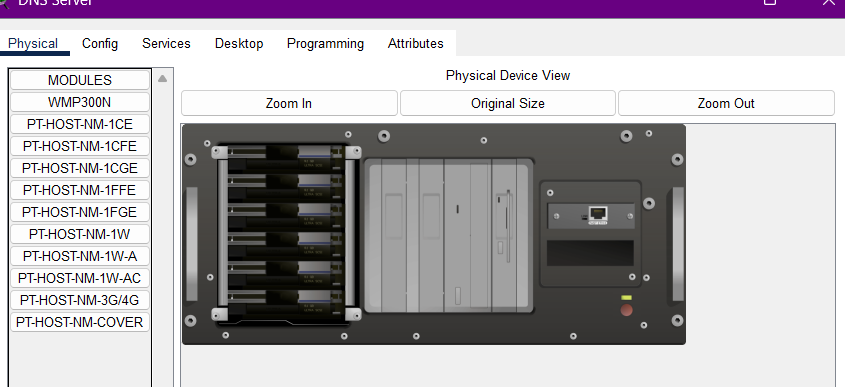 DNS Server
Physical Config Services Desktop Programming Attributes
MODULES
WMP300N
PT-HOST-NM-1CE
PT-HOST-NM-1CFE
PT-HOST-NM-1CGE
PT-HOST-NM-1FFE
PT-HOST-NM-1FGE
PT-HOST-NM-1W
PT-HOST-NM-1W-A
PT-HOST-NM-1W-AC
PT-HOST-NM-3G/4G
PT-HOST-NM-COVER
Physical Device View
Zoom In Original Size Zoom Out